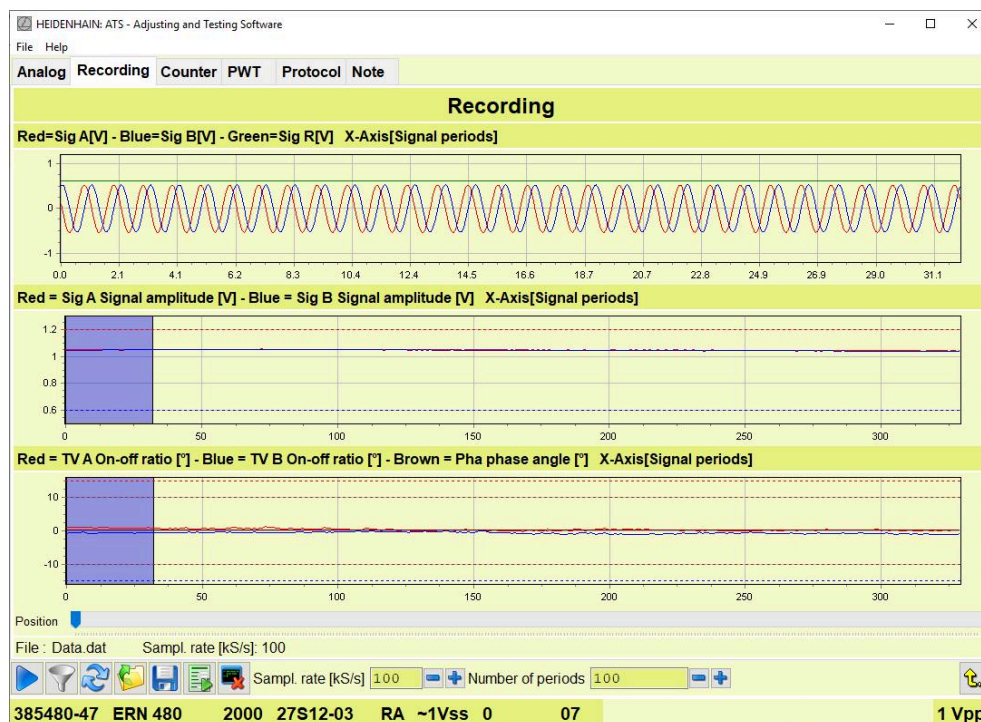 HEIDENHAIN: ATS - Adjusting and Testing Software
File Help
Analog Recording Counter PWT Protocol Note
Recording
Red=Sig A[V] - Blue=Sig B[V] - Green=Sig R[V] X-Axis[Signal periods]
1
0
-1
0.0 2.1 4.1 6.2 8.3 10.4 12.4 14.5 16.6 18.7 20.7 22.8 24.9 26.9 29.0 31.1
Red = Sig A Signal amplitude [V] - Blue = Sig B Signal amplitude [V] X-Axis[Signal periods]
1.2
1
0.8
0.6
0 50 100 150 200 250 300
Red = TV A On-off ratio [°] - Blue = TV B On-off ratio [°] - Brown = Pha phase angle [°] X-Axis[Signal periods]
10
0
-10
0 50 100 150 200 250 300
Position
File : Data.dat Sampl. rate [kS/s]: 100
Sampl. rate [kS/s] 100 Number of periods 100
385480-47 ERN 480 2000 27S12-03 RA ~1Vss 0 07 1 Vpp